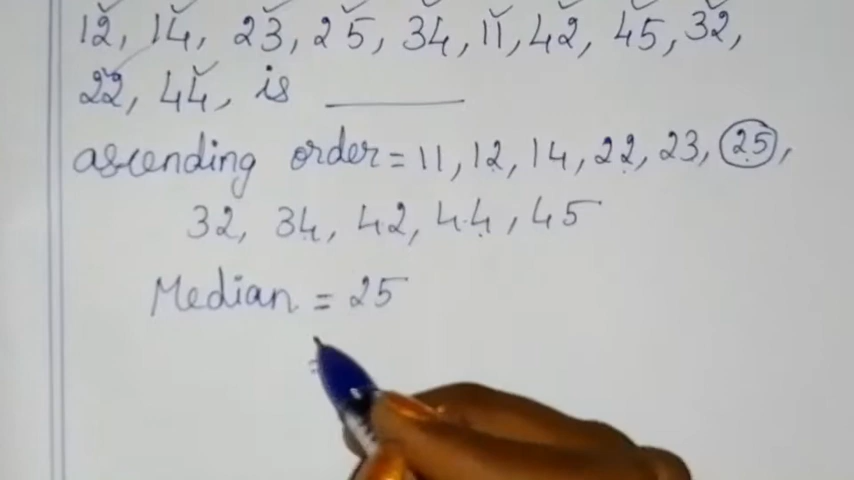 12, 14, 23, 25, 34, 11, 42, 45, 32,
22, 44, is ______
ascending order = 11, 12, 14, 22, 23, 25,
32, 34, 42, 44, 45
Median = 25